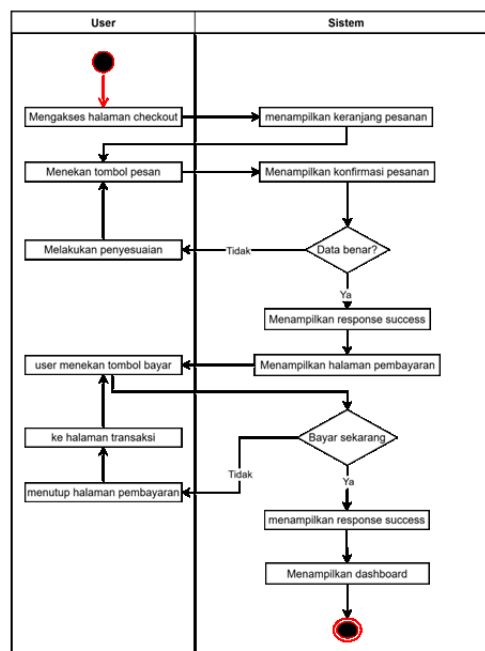 User
Sistem
Mengakses halaman checkout
menampilkan keranjang pesanan
Menekan tombol pesan
Menampilkan konfirmasi pesanan
Melakukan penyesuaian
Tidak
Data benar?
Ya
Menampilkan response success
user menekan tombol bayar
Menampilkan halaman pembayaran
ke halaman transaksi
Bayar sekarang
Tidak
Ya
menutup halaman pembayaran
menampilkan response success
Menampilkan dashboard